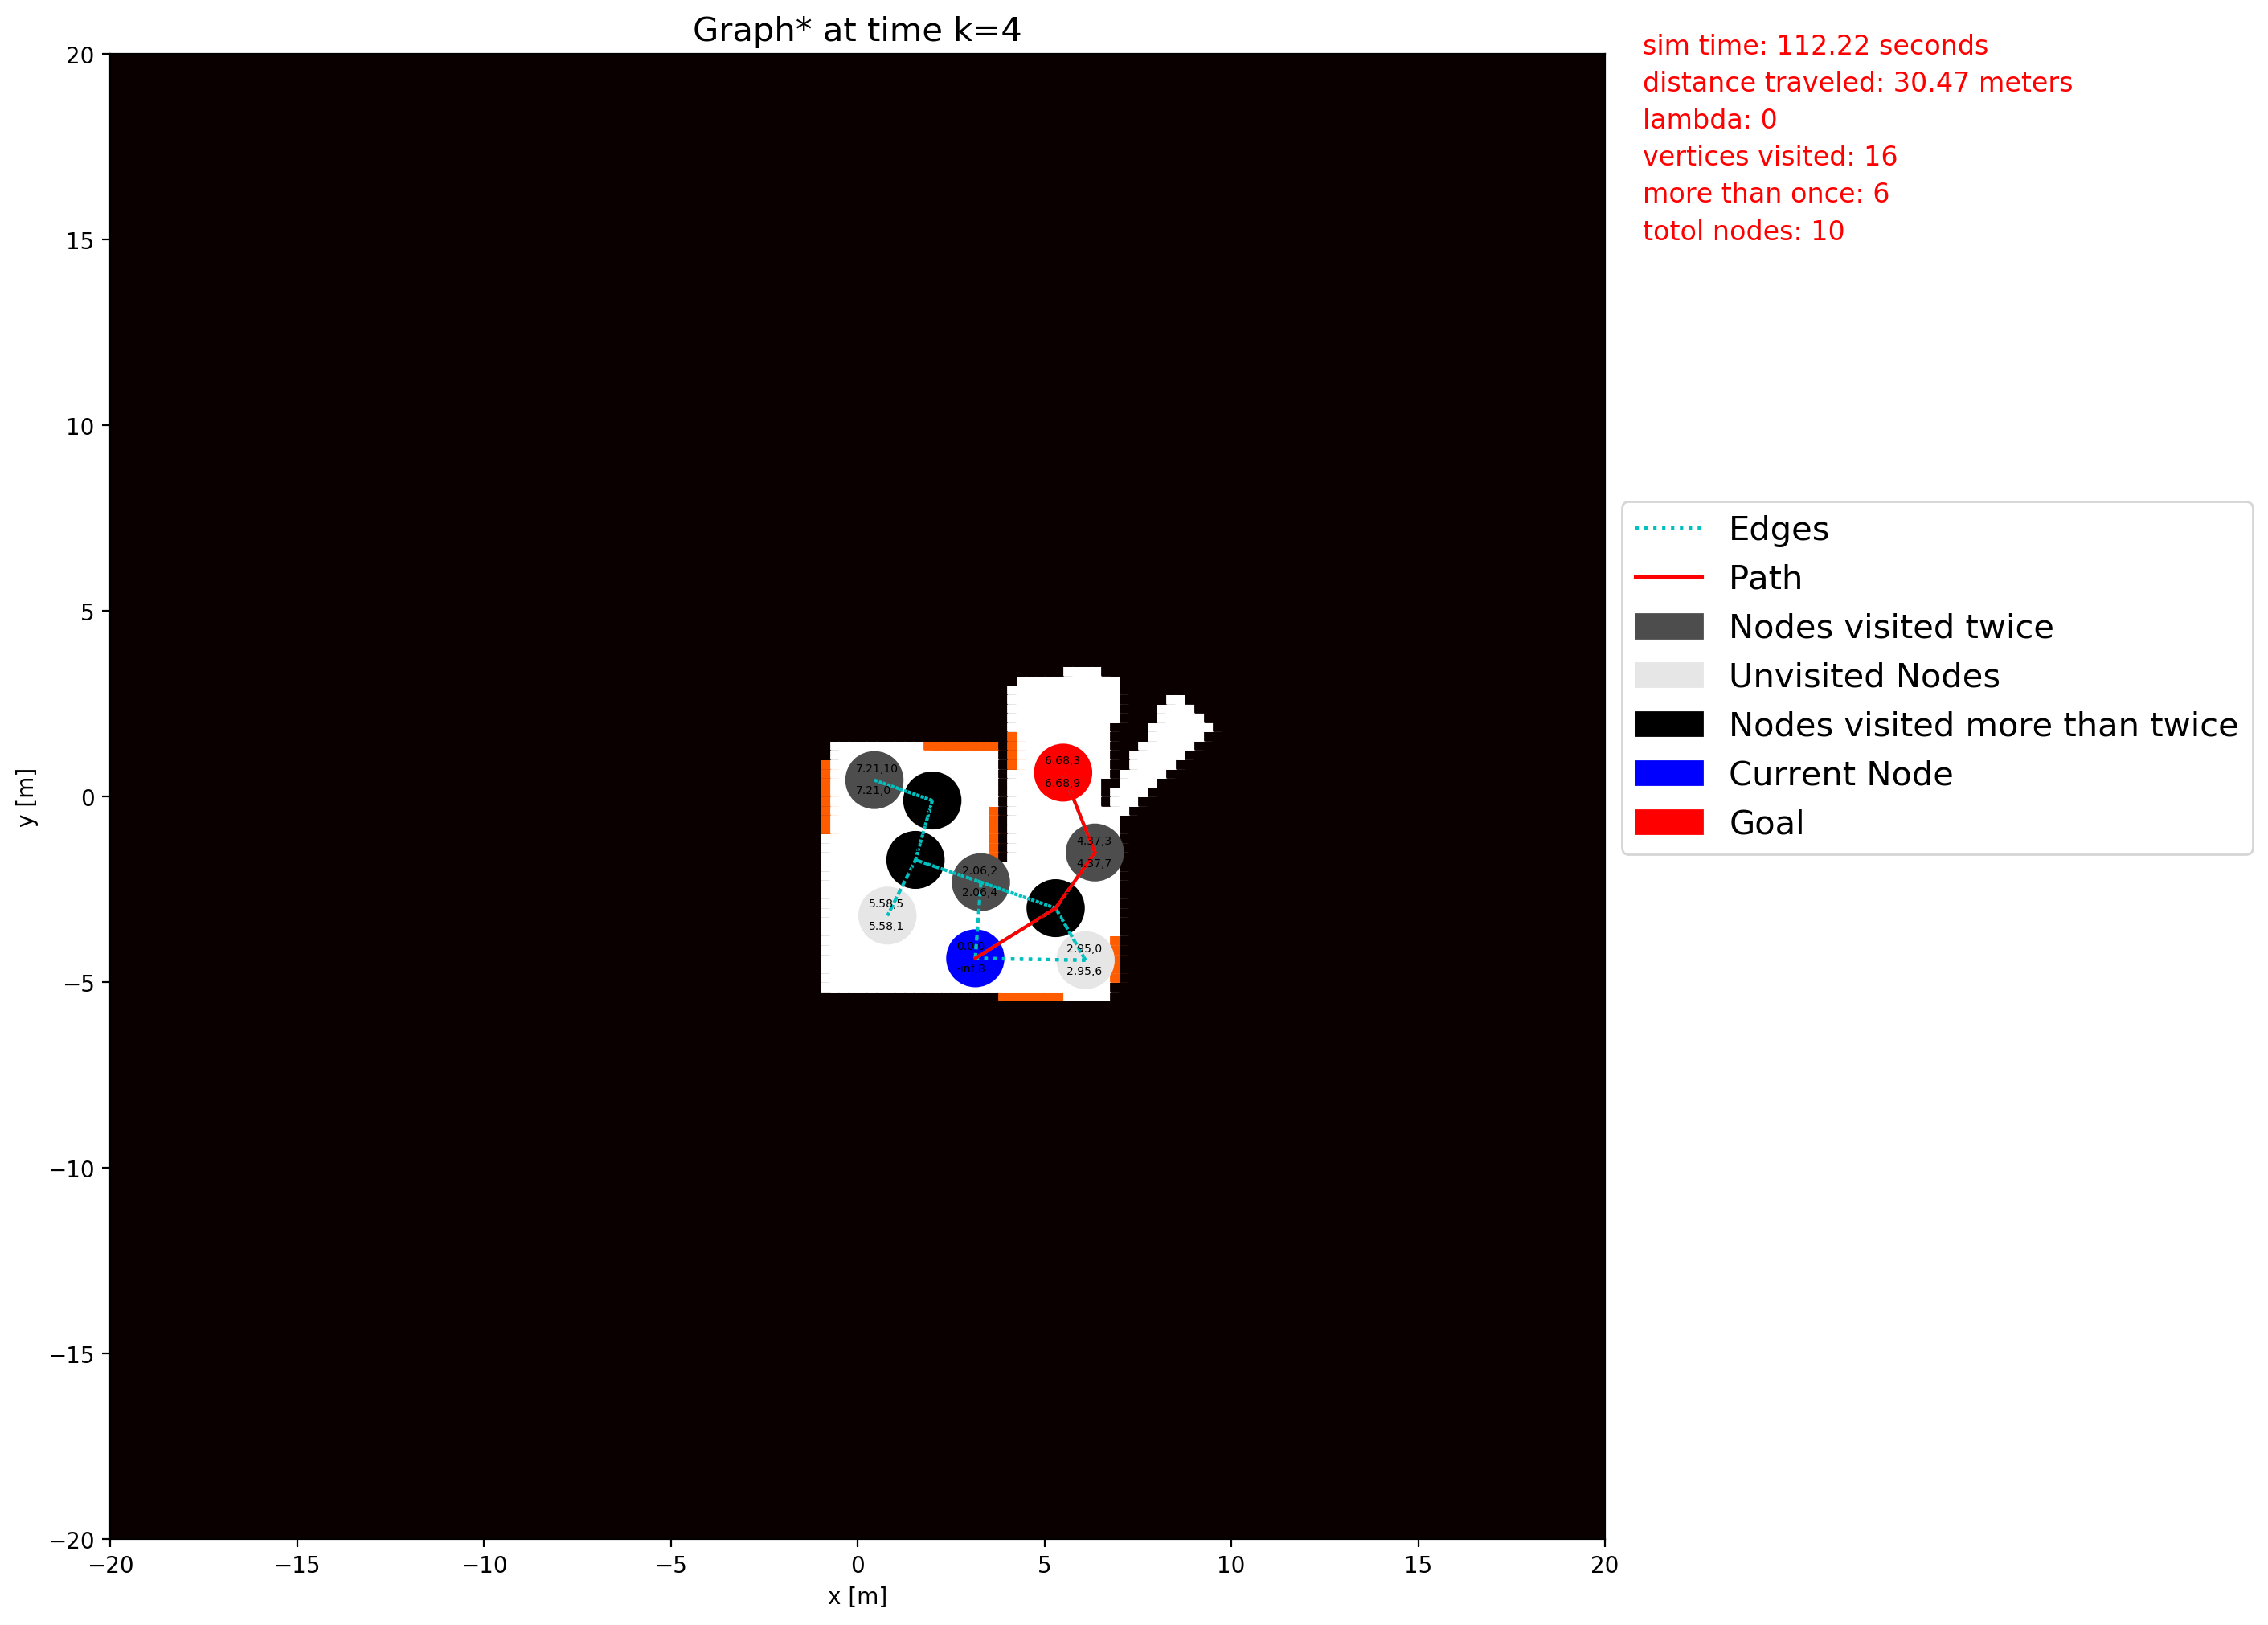 Graph* at time k=4
sim time: 112.22 seconds
distance traveled: 30.47 meters
lambda: 0
vertices visited: 16
more than once: 6
totol nodes: 10
20
15
10
5
0
−5
−10
−15
−20
y [m]
−20
−15
−10
−5
0
5
10
15
20
x [m]
7.21,10
7.21,0
6.68,3
6.68,9
4.37,3
4.37,7
2.06,2
2.06,4
5.58,5
5.58,1
2.95,0
2.95,6
-inf,8
Edges
Path
Nodes visited twice
Unvisited Nodes
Nodes visited more than twice
Current Node
Goal